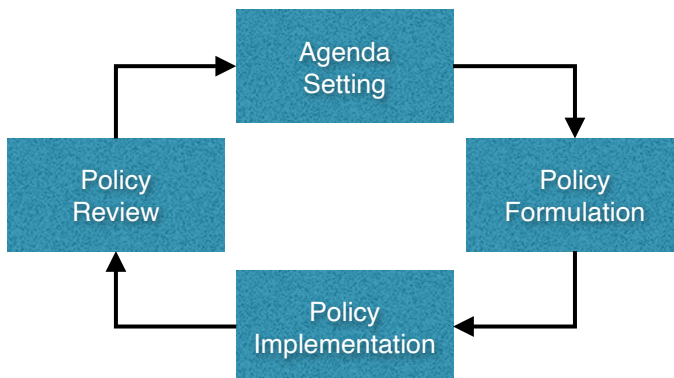 Agenda
Setting
Policy
Formulation
Policy
Implementation
Policy
Review